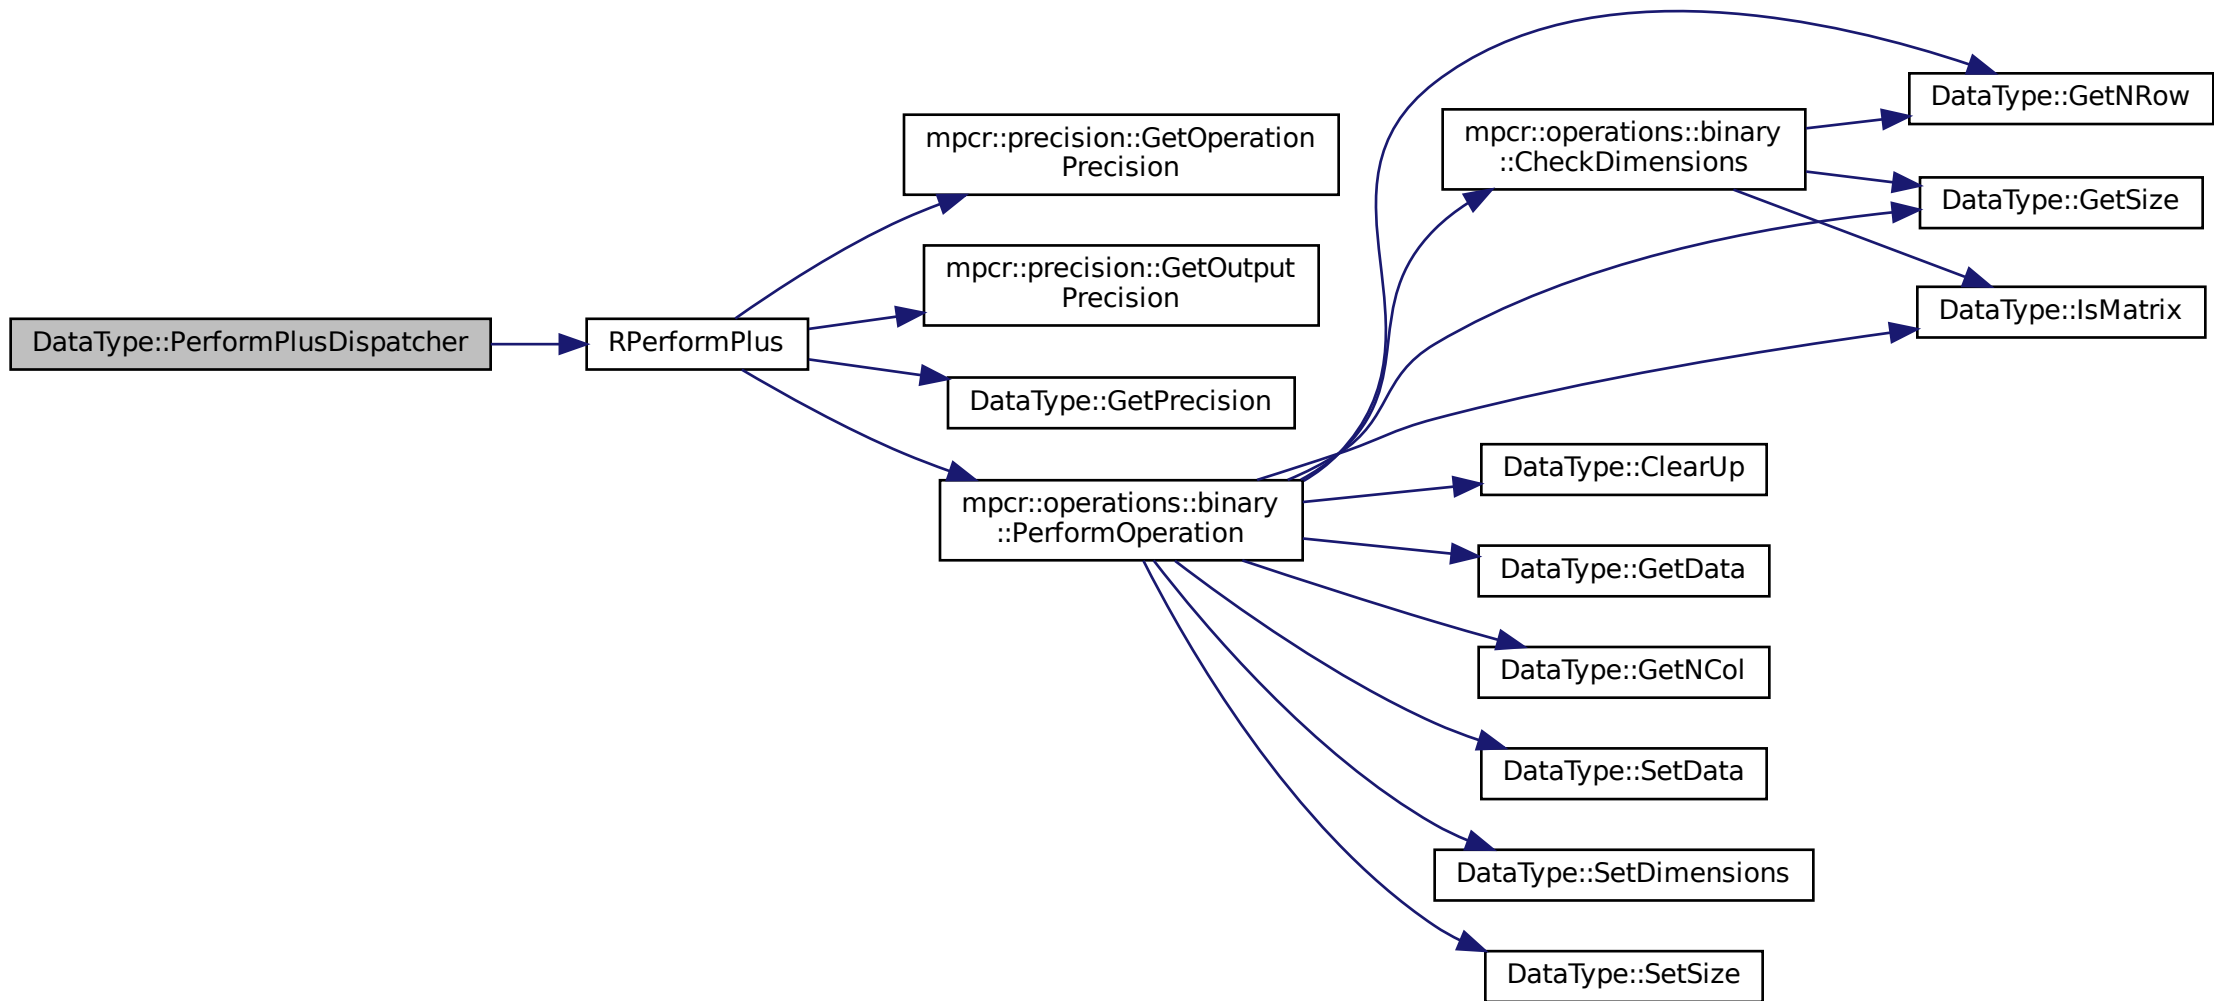 DataType::PerformPlusDispatcher
RPerformPlus
mpcr::precision::GetOperation
Precision
mpcr::precision::GetOutput
Precision
DataType::GetPrecision
mpcr::operations::binary
::PerformOperation
mpcr::operations::binary
::CheckDimensions
DataType::GetNRow
DataType::GetSize
DataType::IsMatrix
DataType::ClearUp
DataType::GetData
DataType::GetNCol
DataType::SetData
DataType::SetDimensions
DataType::SetSize